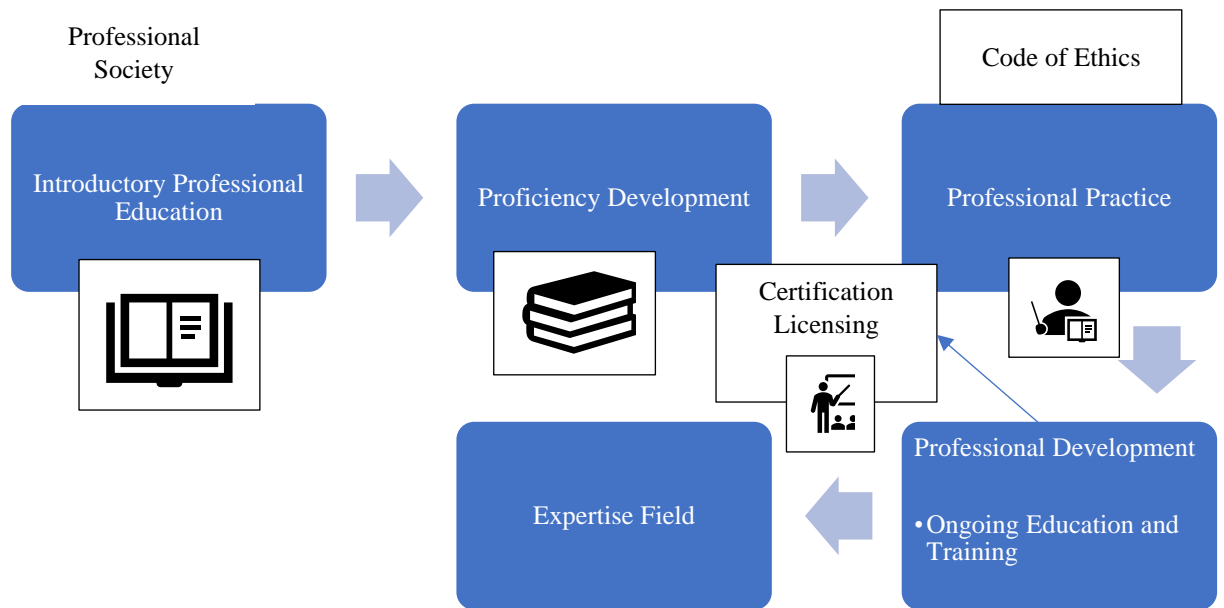 Professional
Society
Code of Ethics
Introductory Professional
Education
Proficiency Development
Professional Practice
Certification
Licensing
Expertise Field
Professional Development
•Ongoing Education and
Training